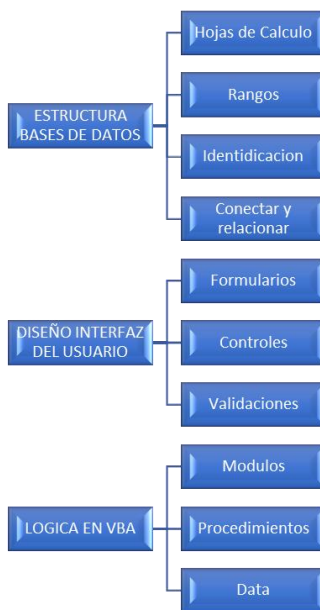 ESTRUCTURA
BASES DE DATOS
Hojas de Calculo
Rangos
Identidicacion
Conectar y
relacionar
DISEÑO INTERFAZ
DEL USUARIO
Formularios
Controles
Validaciones
LOGICA EN VBA
Modulos
Procedimientos
Data